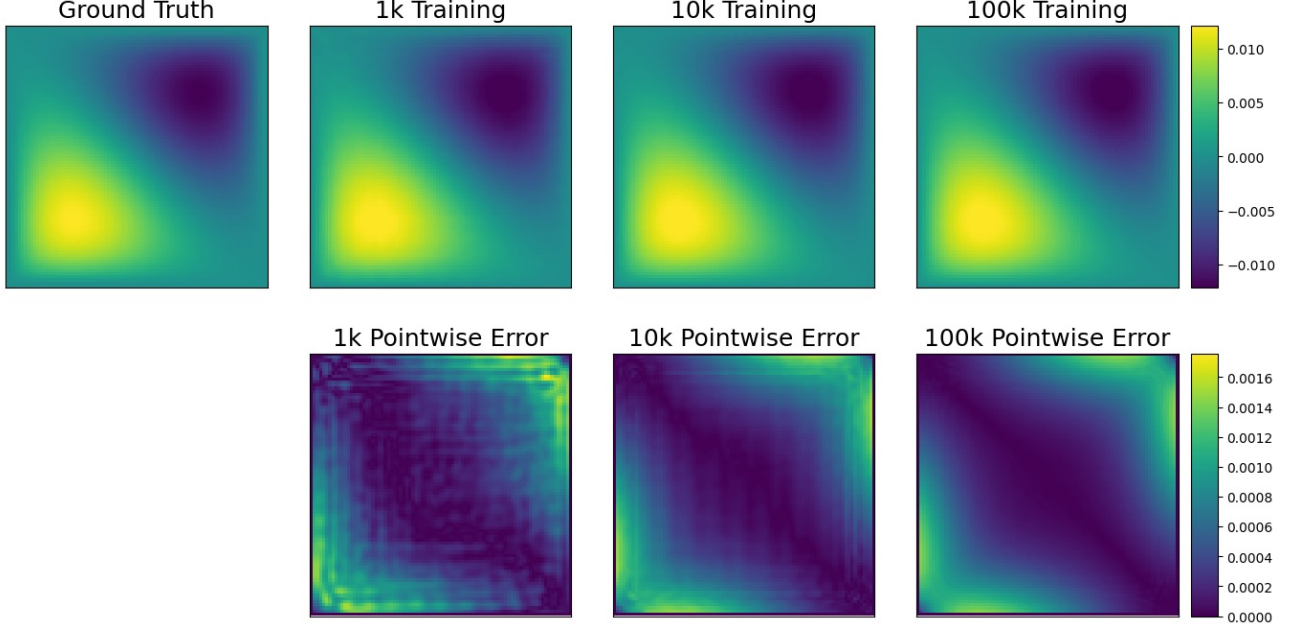 Ground Truth
1k Training
10k Training
100k Training
0.010
0.005
0.000
−0.005
−0.010
1k Pointwise Error
10k Pointwise Error
100k Pointwise Error
0.0016
0.0014
0.0012
0.0010
0.0008
0.0006
0.0004
0.0002
0.0000